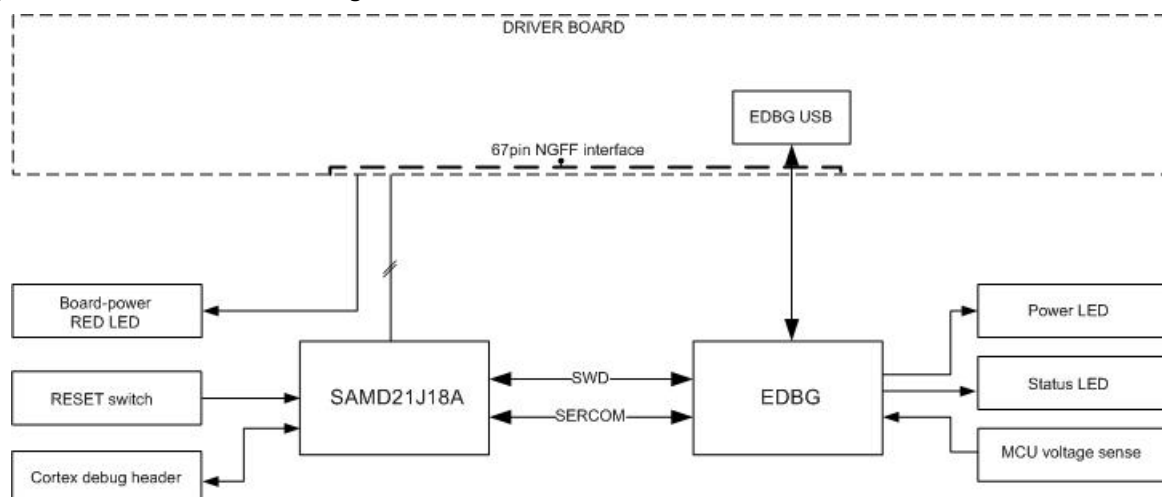 DRIVER BOARD
EDBG USB
67pin NGFF interface
Board-power
RED LED
Power LED
RESET switch
SAMD21J18A
SWD
SERCOM
EDBG
Status LED
Cortex debug header
MCU voltage sense